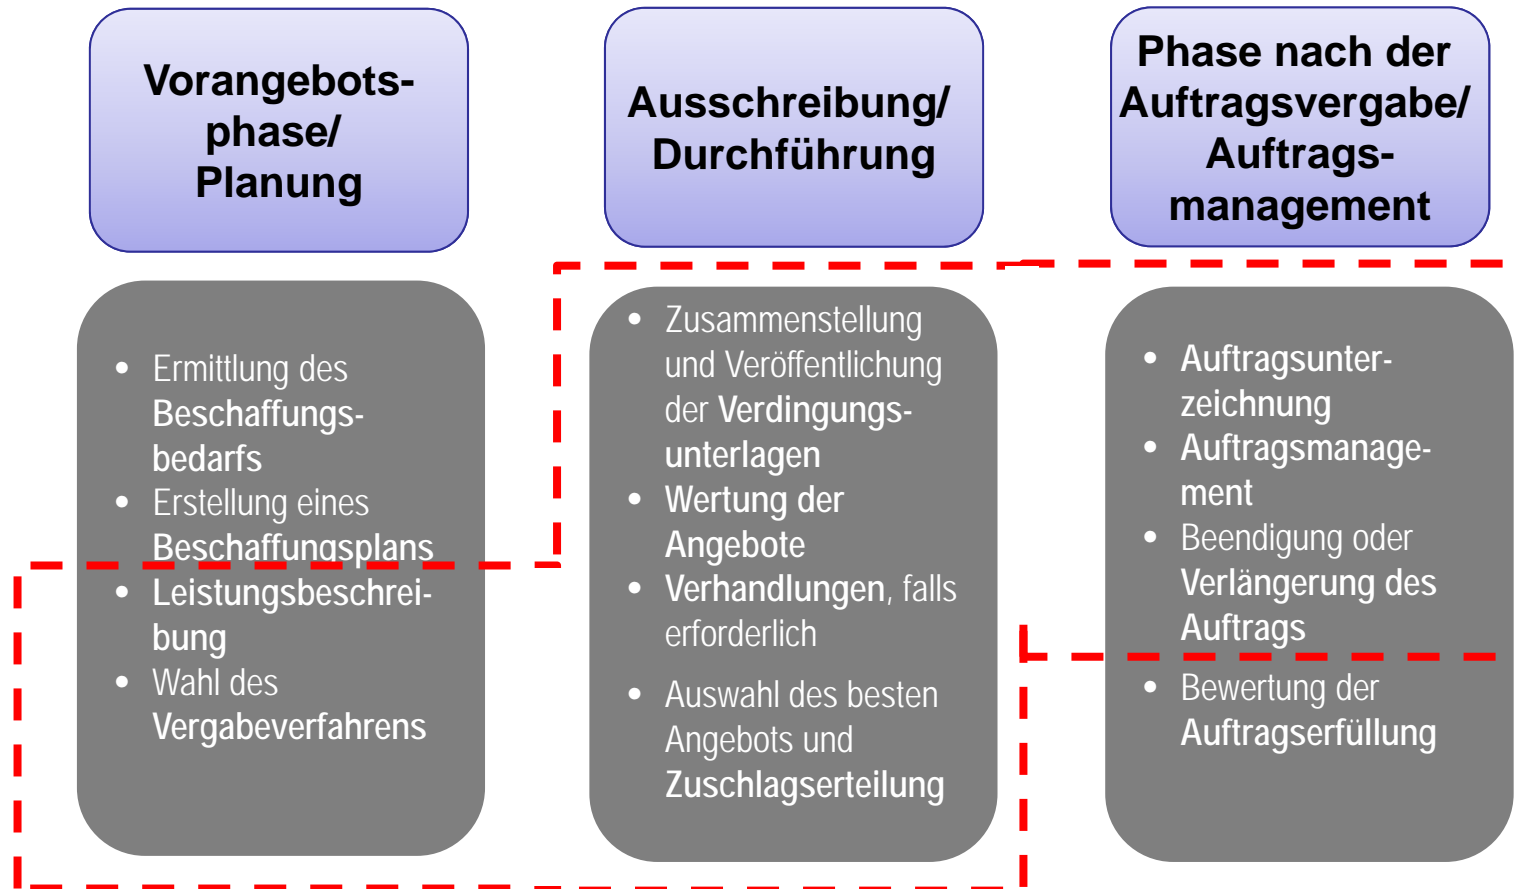 Vorangebots-
phase/
Planung
Ausschreibung/
Durchführung
Phase nach der
Auftragsvergabe/
Auftrags-
management
• Ermittlung des
Beschaffungs-
bedarfs
• Erstellung eines
Beschaffungsplans
• Leistungsbeschrei-
bung
• Wahl des
Vergabeverfahrens
• Zusammenstellung
und Veröffentlichung
der Verdingungs-
unterlagen
• Wertung der
Angebote
• Verhandlungen, falls
erforderlich
• Auswahl des besten
Angebots und
Zuschlagserteilung
• Auftragsunter-
zeichnung
• Auftragsmanage-
ment
• Beendigung oder
Verlängerung des
Auftrags
• Bewertung der
Auftragserfüllung